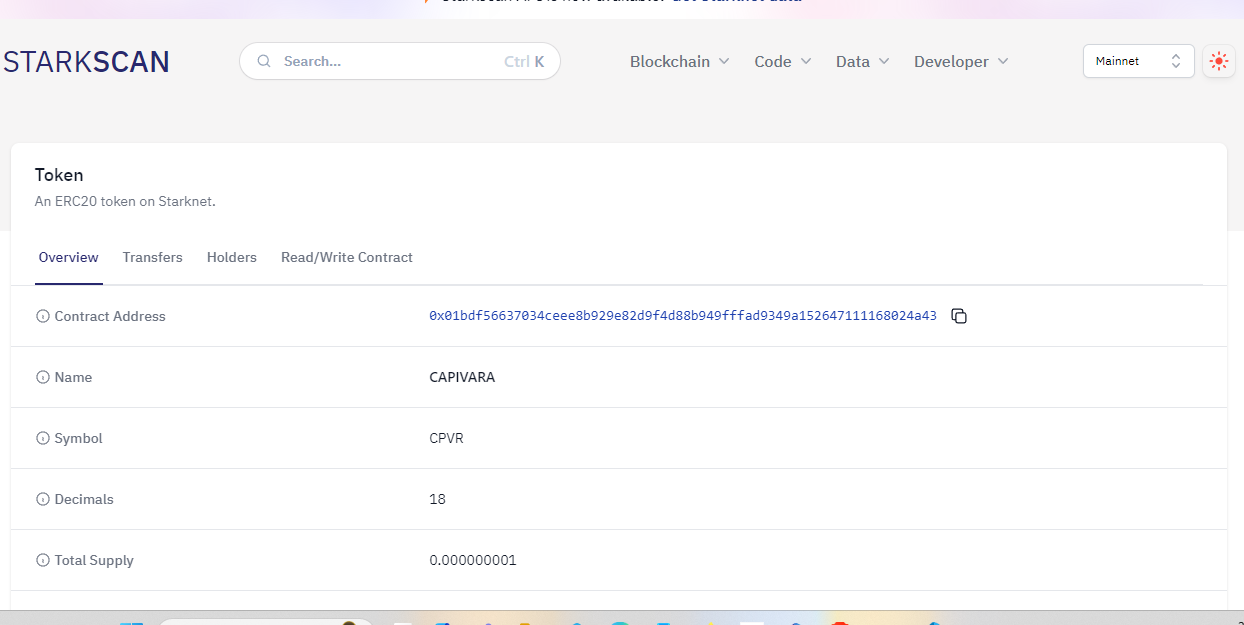 STARKSCAN
Search... Ctrl K
Blockchain Code Data Developer
Mainnet
Token
An ERC20 token on Starknet.
Overview Transfers Holders Read/Write Contract
Contract Address 0x01bdf56637034ceee8b929e82d9f4d88b949fffad9349a152647111168024a43
Name CAPIVARA
Symbol CPVR
Decimals 18
Total Supply 0.000000001